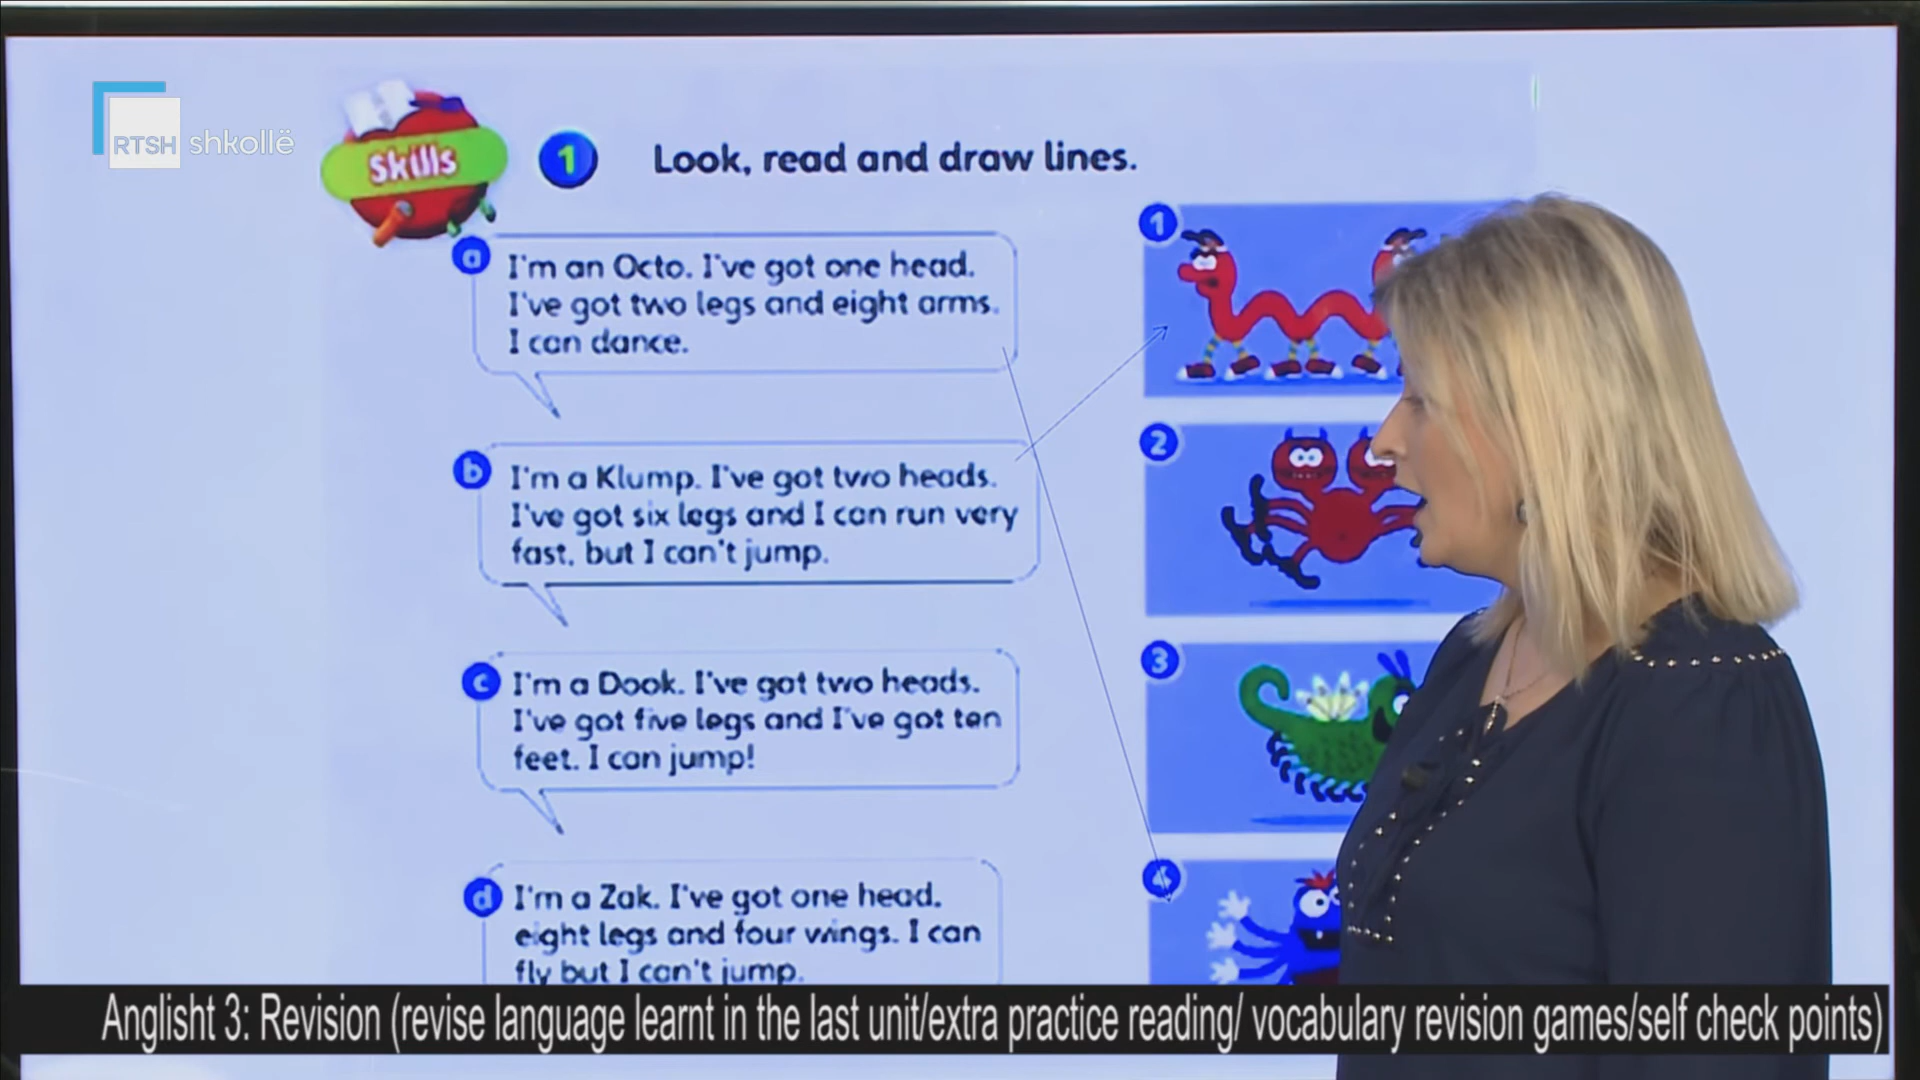 RTSH shkollë
Skills
1 Look, read and draw lines.
a I'm an Octo. I've got one head.
I've got two legs and eight arms.
I can dance.
b I'm a Klump. I've got two heads.
I've got six legs and I can run very
fast, but I can't jump.
c I'm a Dook. I've got two heads.
I've got five legs and I've got ten
feet. I can jump!
d I'm a Zak. I've got one head.
eight legs and four wings. I can
fly but I can't jump.
1
2
3
4
Anglisht 3: Revision (revise language learnt in the last unit/extra practice reading/ vocabulary revision games/self check points)